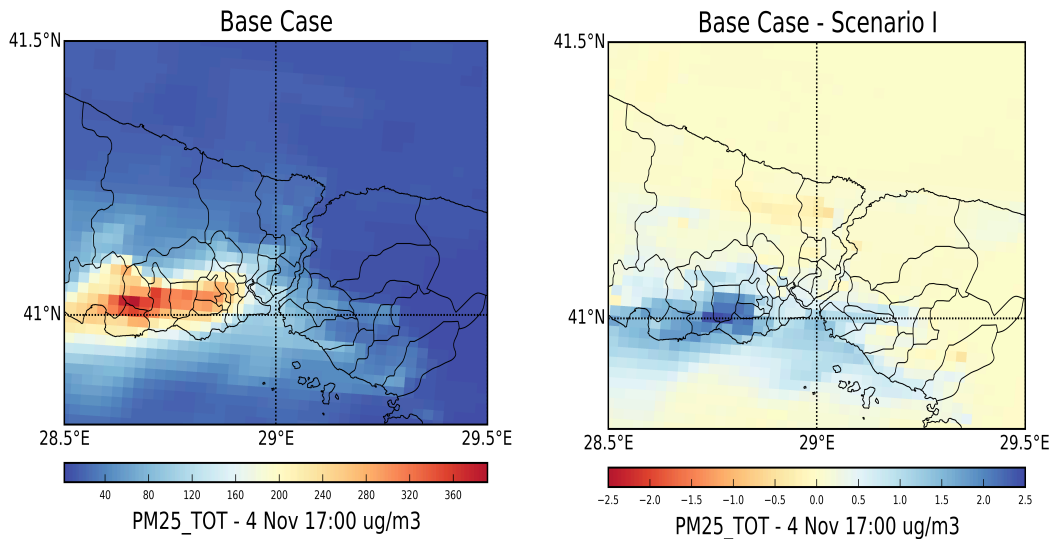 Base Case
41.5°N
41°N
28.5°E 29°E 29.5°E
40 80 120 160 200 240 280 320 360
PM25_TOT - 4 Nov 17:00 ug/m3
Base Case - Scenario I
41.5°N
41°N
28.5°E 29°E 29.5°E
−2.5 −2.0 −1.5 −1.0 −0.5 0.0 0.5 1.0 1.5 2.0 2.5
PM25_TOT - 4 Nov 17:00 ug/m3